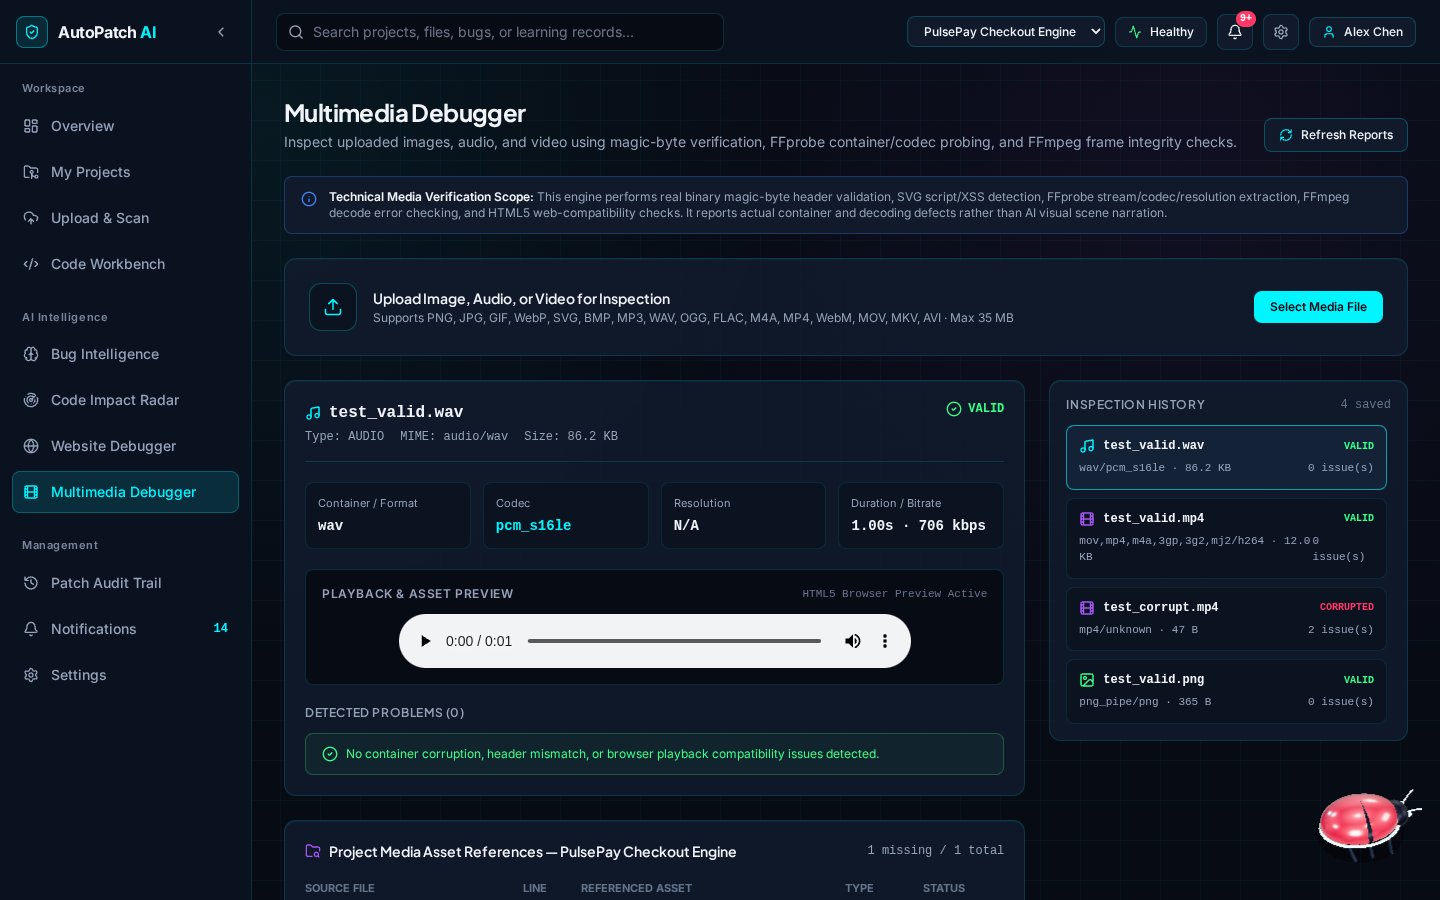 AutoPatch AI
Search projects, files, bugs, or learning records...
PulsePay Checkout Engine
Healthy
9+
Alex Chen
Workspace
Overview
My Projects
Upload & Scan
Code Workbench
AI Intelligence
Bug Intelligence
Code Impact Radar
Website Debugger
Multimedia Debugger
Management
Patch Audit Trail
Notifications 14
Settings
Multimedia Debugger
Inspect uploaded images, audio, and video using magic-byte verification, FFprobe container/codec probing, and FFmpeg frame integrity checks.
Refresh Reports
Technical Media Verification Scope: This engine performs real binary magic-byte header validation, SVG script/XSS detection, FFprobe stream/codec/resolution extraction, FFmpeg
decode error checking, and HTML5 web-compatibility checks. It reports actual container and decoding defects rather than AI visual scene narration.
Upload Image, Audio, or Video for Inspection
Supports PNG, JPG, GIF, WebP, SVG, BMP, MP3, WAV, OGG, FLAC, M4A, MP4, WebM, MOV, MKV, AVI · Max 35 MB
Select Media File
test_valid.wav
VALID
Type: AUDIO MIME: audio/wav Size: 86.2 KB
Container / Format
wav
Codec
pcm_s16le
Resolution
N/A
Duration / Bitrate
1.00s · 706 kbps
PLAYBACK & ASSET PREVIEW
HTML5 Browser Preview Active
0:00 / 0:01
DETECTED PROBLEMS (0)
No container corruption, header mismatch, or browser playback compatibility issues detected.
Project Media Asset References — PulsePay Checkout Engine
1 missing / 1 total
SOURCE FILE LINE REFERENCED ASSET TYPE STATUS
INSPECTION HISTORY
4 saved
test_valid.wav VALID
wav/pcm_s16le · 86.2 KB 0 issue(s)
test_valid.mp4 VALID
mov,mp4,m4a,3gp,3g2,mj2/h264 · 12.0 0
KB issue(s)
test_corrupt.mp4 CORRUPTED
mp4/unknown · 47 B 2 issue(s)
test_valid.png VALID
png_pipe/png · 365 B 0 issue(s)